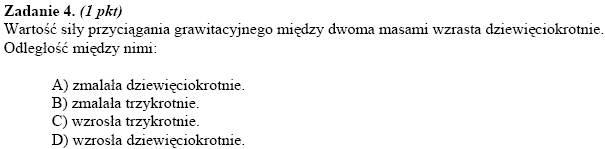 Zadanie 4. (1 pkt)
Wartość siły przyciągania grawitacyjnego między dwoma masami wzrasta dziewięciokrotnie.
Odległość między nimi:
A) zmalała dziewięciokrotnie.
B) zmalała trzykrotnie.
C) wzrosła trzykrotnie.
D) wzrosła dziewięciokrotnie.